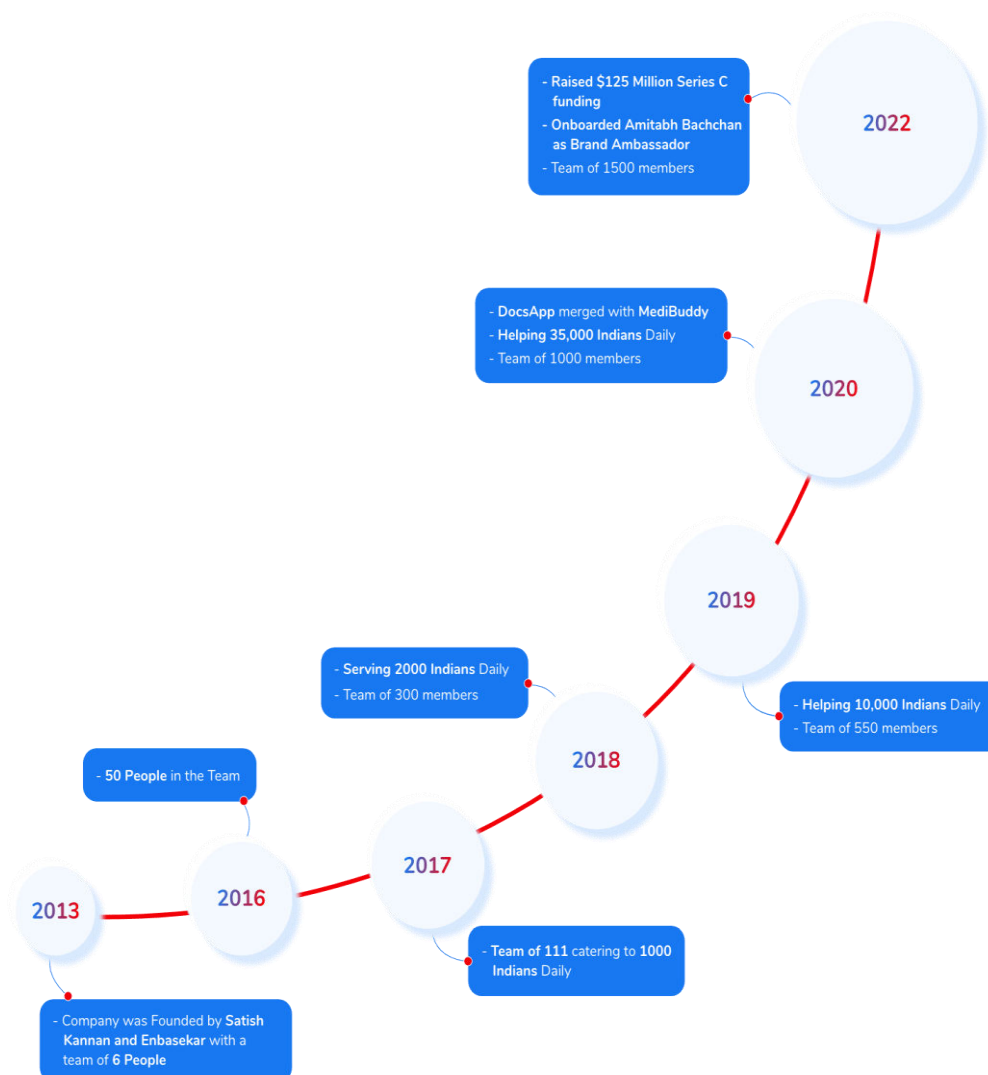 - Raised $125 Million Series C
funding
- Onboarded Amitabh Bachchan
as Brand Ambassador
- Team of 1500 members
2022
- DocsApp merged with MediBuddy
- Helping 35,000 Indians Daily
- Team of 1000 members
2020
2019
- Helping 10,000 Indians Daily
- Team of 550 members
- Serving 2000 Indians Daily
- Team of 300 members
2018
- 50 People in the Team
2016
2017
- Team of 111 catering to 1000
Indians Daily
2013
- Company was Founded by Satish
Kannan and Enbasekar with a
team of 6 People